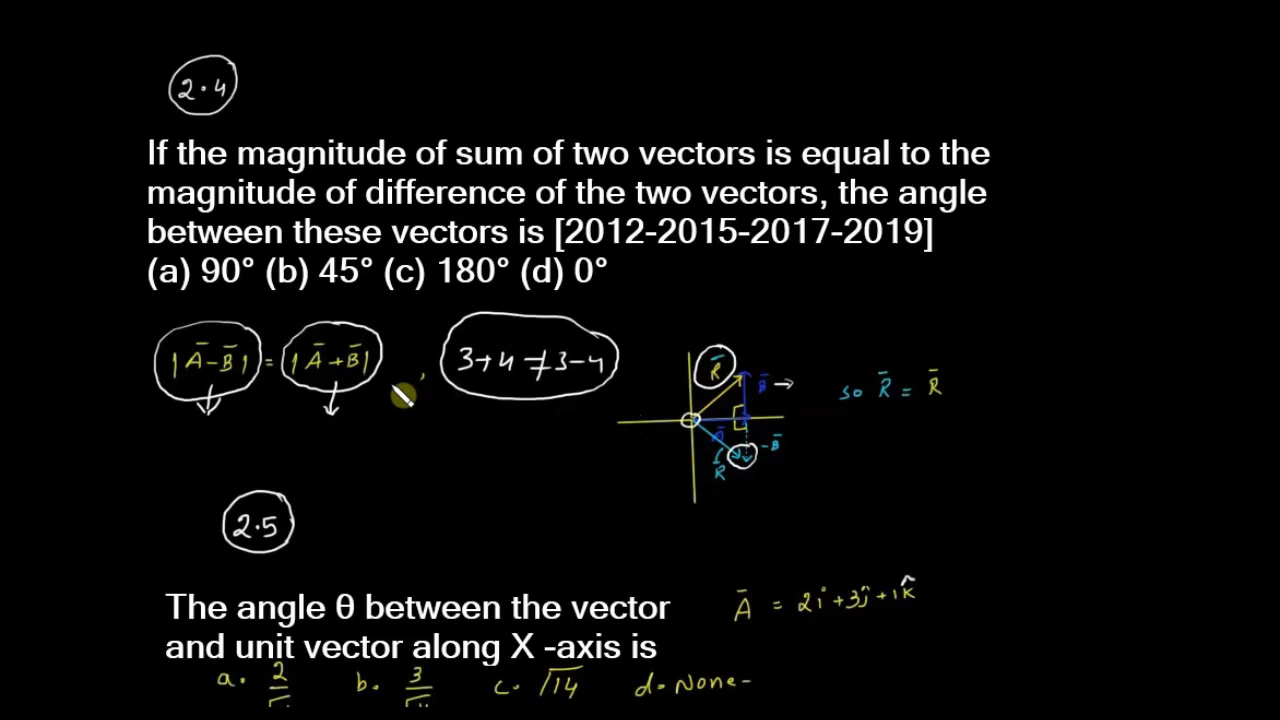 2.4
If the magnitude of sum of two vectors is equal to the
magnitude of difference of the two vectors, the angle
between these vectors is [2012-2015-2017-2019]
(a) 90° (b) 45° (c) 180° (d) 0°
|A̅-B̅| = |A̅+B̅| , 3+4 ≠ 3-4
R̅
B̅
so R̅ = R̅
A̅
-B̅
R̅
2.5
The angle θ between the vector
and unit vector along X -axis is
A̅ = 2i + 3j + 1k̂
a. 2 b. 3 c. √14 d. None-